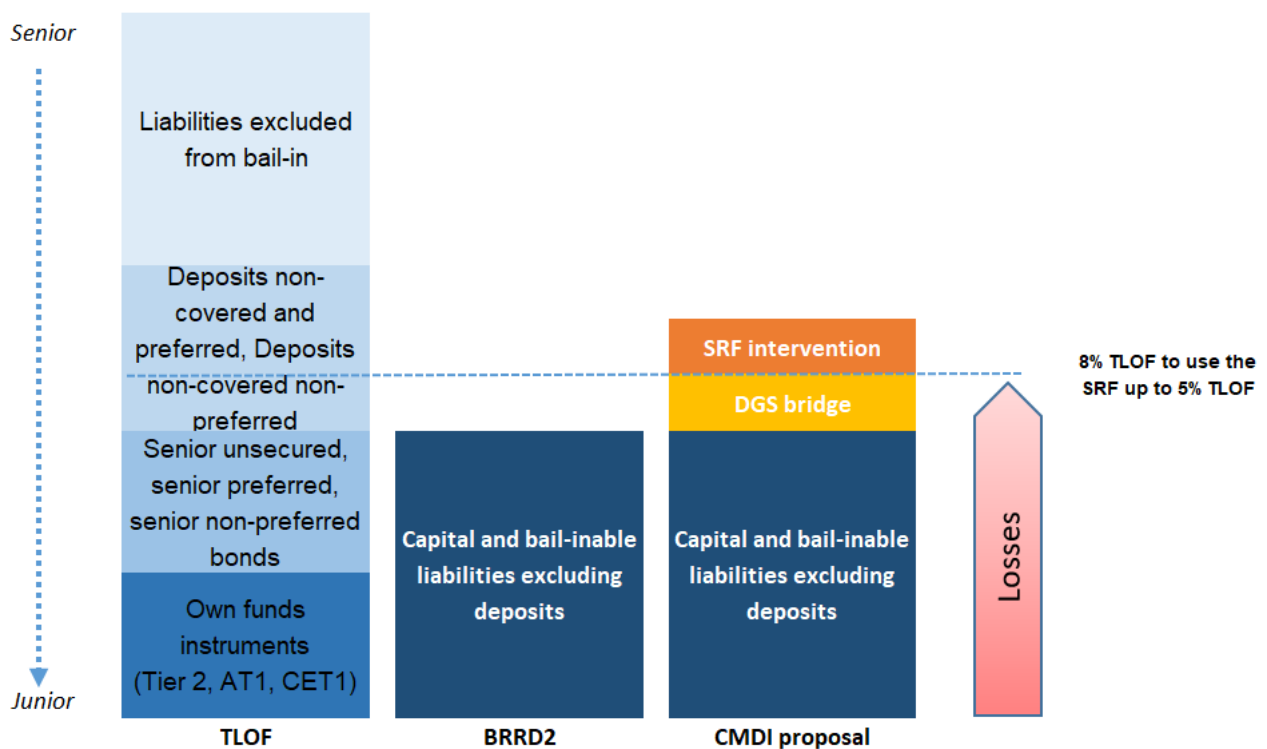 Senior
Liabilities excluded
from bail-in
Deposits non-
covered and
preferred, Deposits
non-covered non-
preferred
Senior unsecured,
senior preferred,
senior non-preferred
bonds
Own funds
instruments
(Tier 2, AT1, CET1)
Junior
TLOF
Capital and bail-inable
liabilities excluding
deposits
BRRD2
SRF intervention
DGS bridge
Capital and bail-inable
liabilities excluding
deposits
CMDI proposal
8% TLOF to use the
SRF up to 5% TLOF
Losses